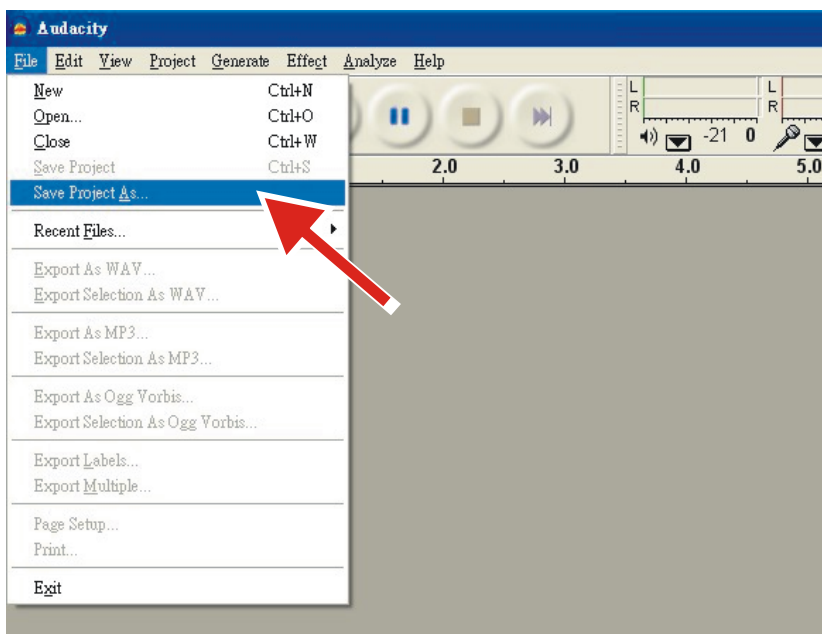 Audacity
File Edit View Project Generate Effect Analyze Help
New Ctrl+N
Open... Ctrl+O
Close Ctrl+W
Save Project Ctrl+S
Save Project As...
Recent Files...
Export As WAV...
Export Selection As WAV...
Export As MP3...
Export Selection As MP3...
Export As Ogg Vorbis...
Export Selection As Ogg Vorbis...
Export Labels...
Export Multiple...
Page Setup...
Print...
Exit
L
R
-21 0
L
R
2.0 3.0 4.0 5.0